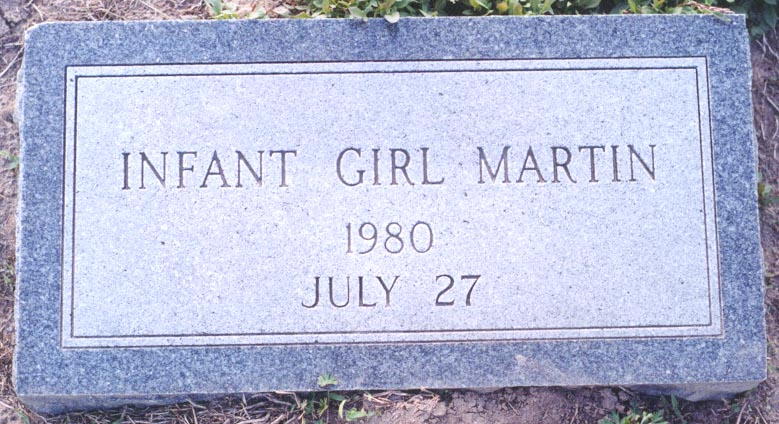 INFANT GIRL MARTIN
1980
JULY 27